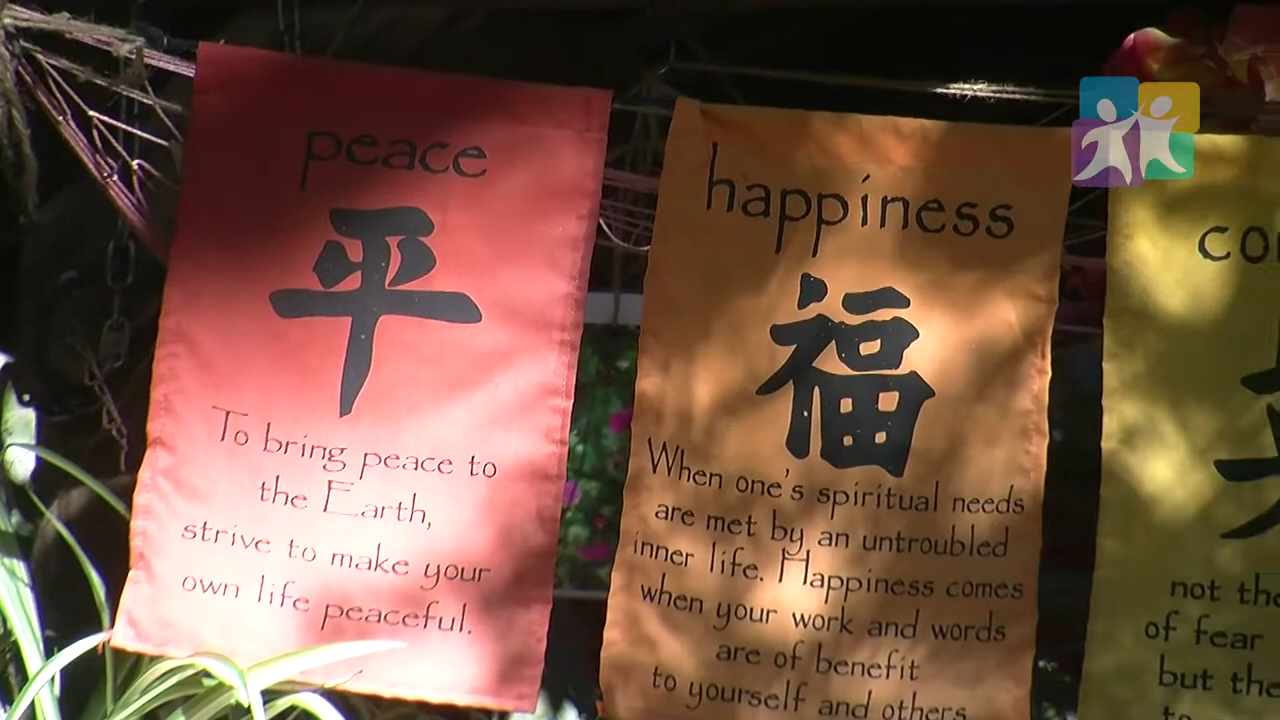 peace
平
To bring peace to
the Earth,
strive to make your
own life peaceful.
happiness
福
When one's spiritual needs
are met by an untroubled
inner life. Happiness comes
when your work and words
are of benefit
to yourself and others.
not
of fear
but the
to